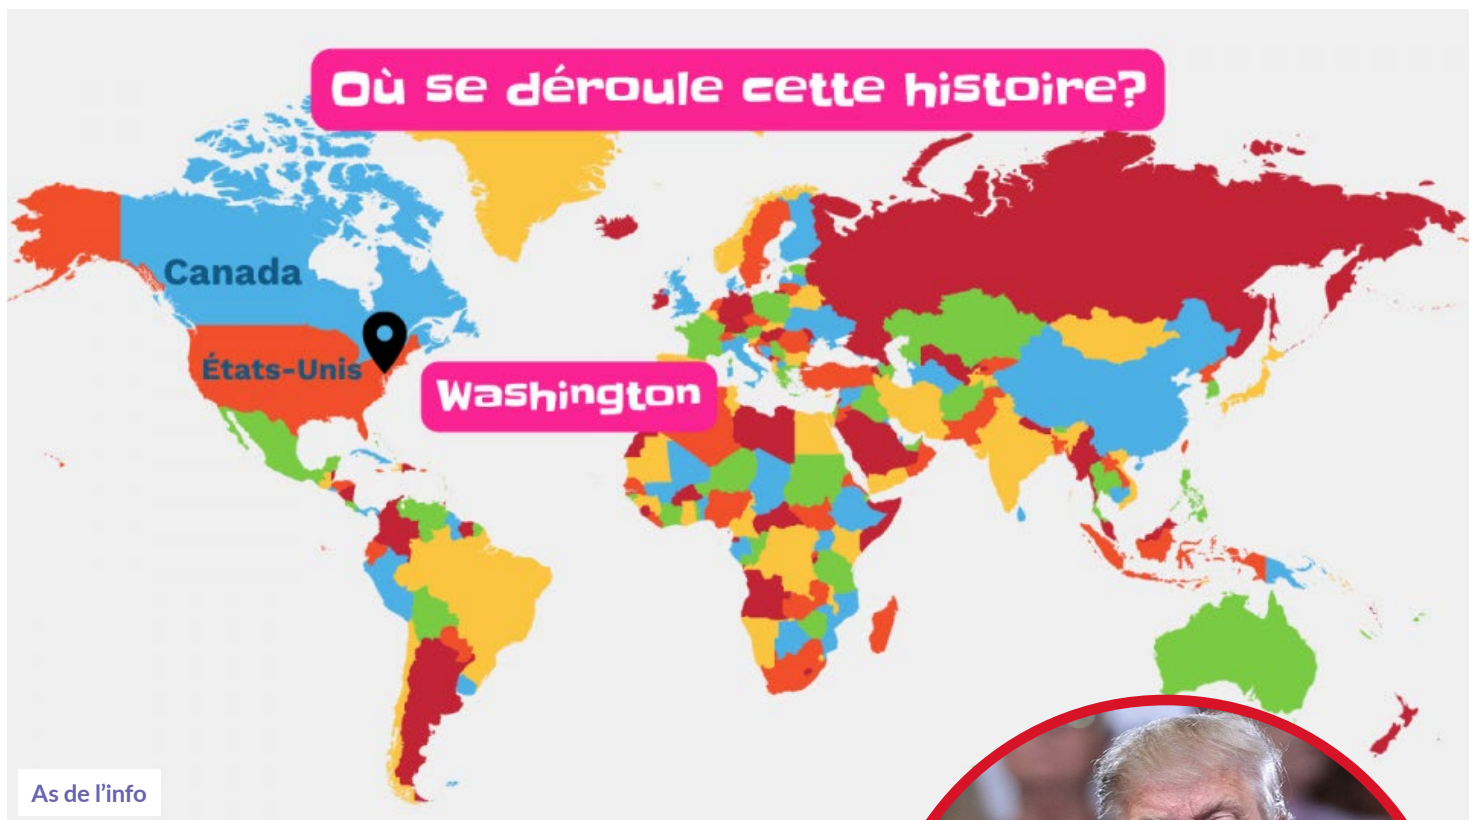 Où se déroule cette histoire?
Canada
États-Unis
Washington
As de l'info